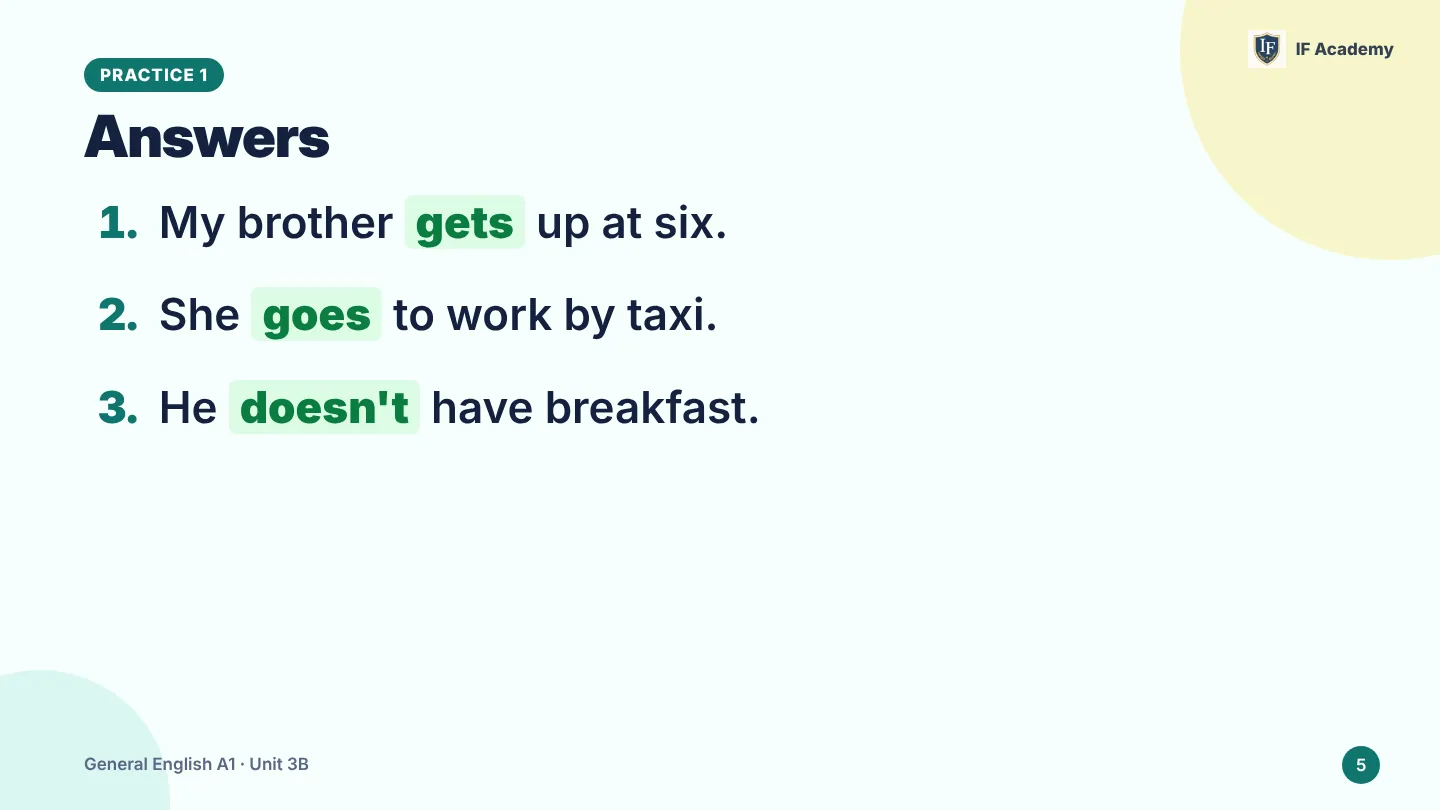 IF Academy
PRACTICE 1
Answers
1. My brother gets up at six.
2. She goes to work by taxi.
3. He doesn't have breakfast.
General English A1 · Unit 3B
5